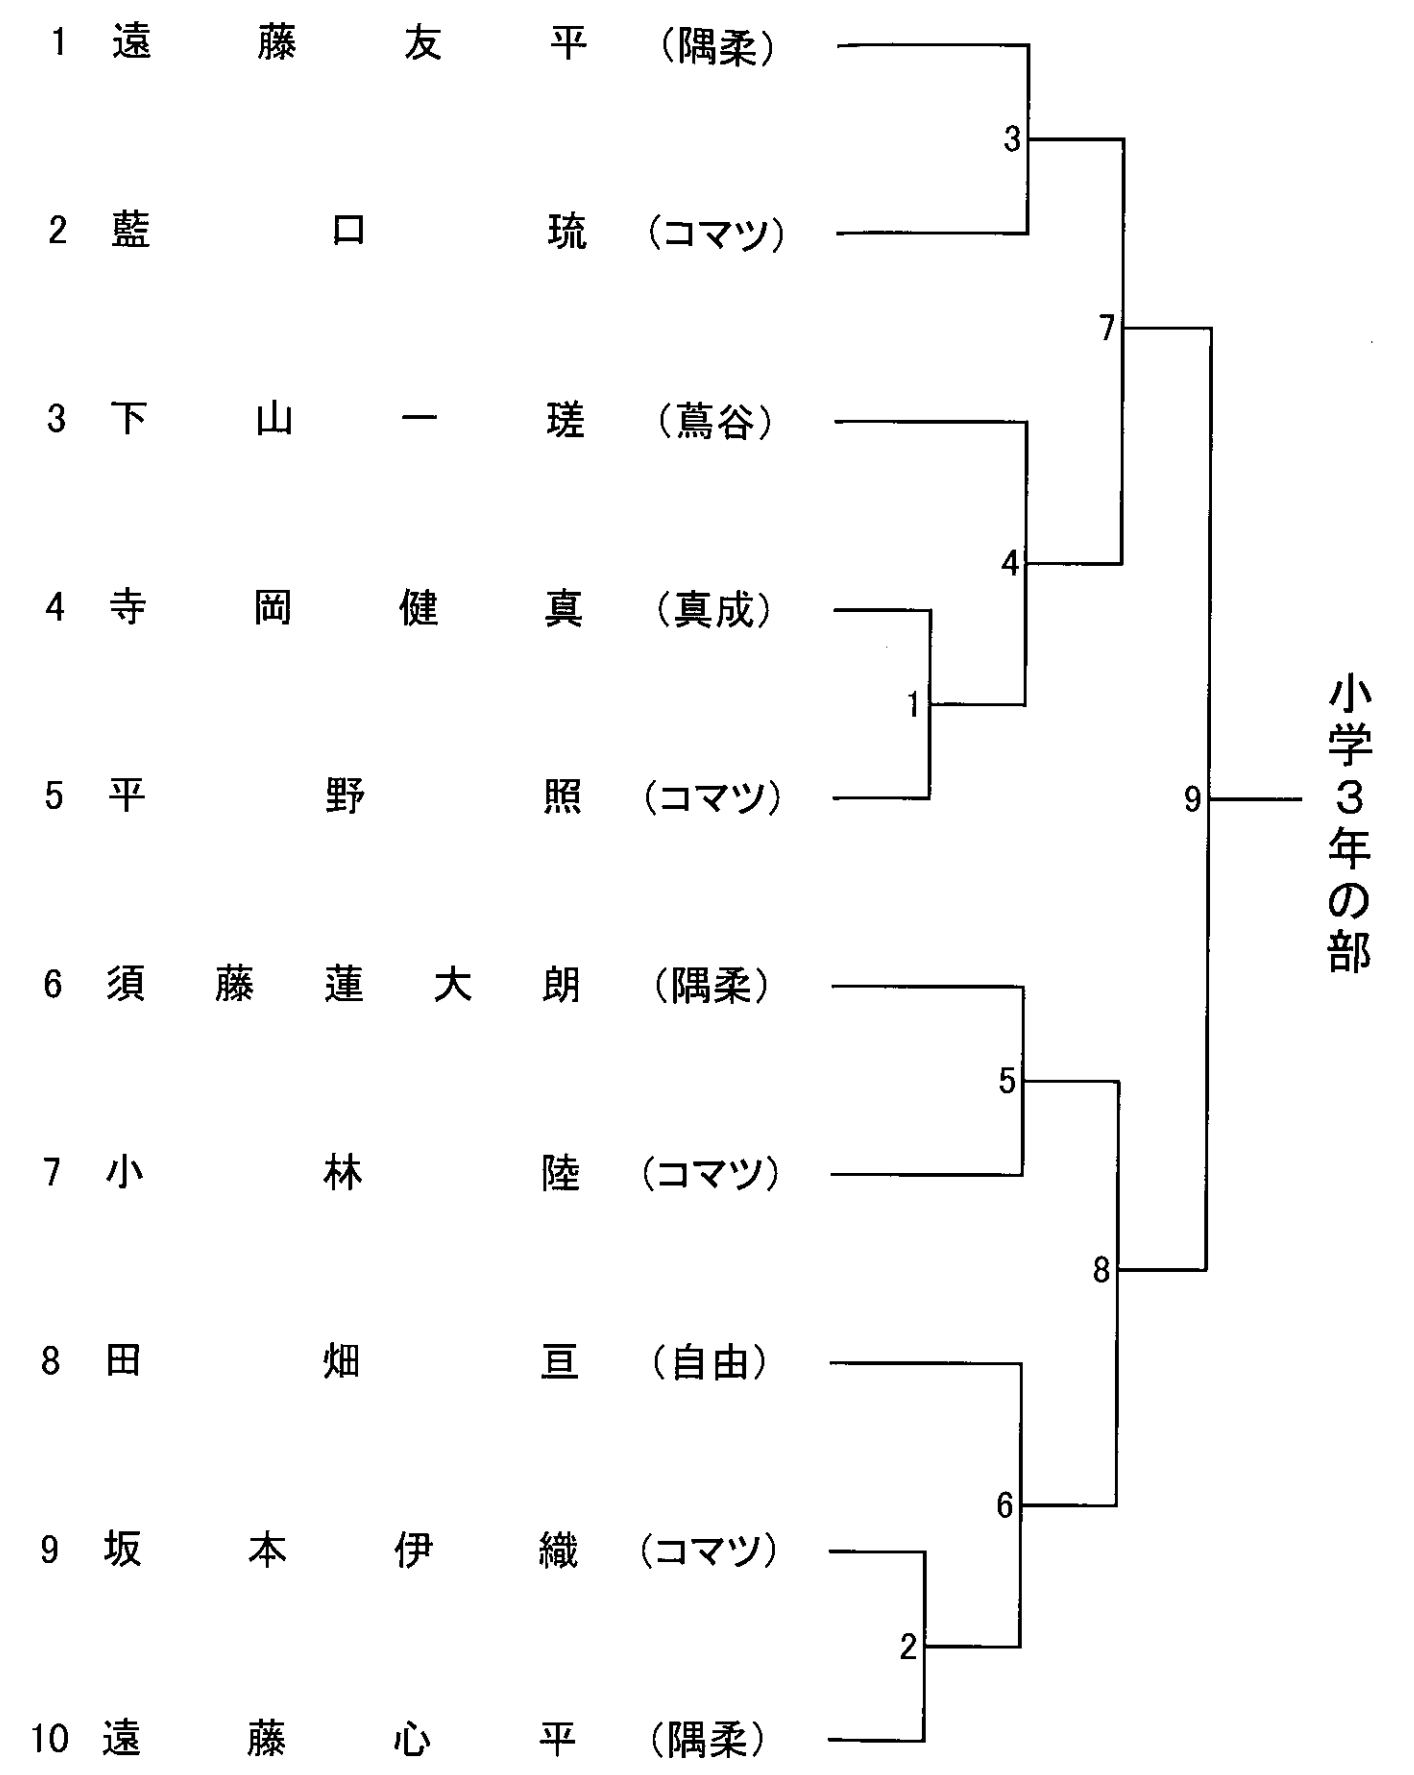 1 遠藤友平 (隅柔)
3
2 藍口琉 (コマツ)
7
3 下山一瑳 (蔦谷)
4
4 寺岡健真 (真成)
1
5 平野照 (コマツ)
9
小学3年の部
6 須藤蓮大朗 (隅柔)
5
7 小林陸 (コマツ)
8
8 田畑亘 (自由)
6
9 坂本伊織 (コマツ)
2
10 遠藤心平 (隅柔)